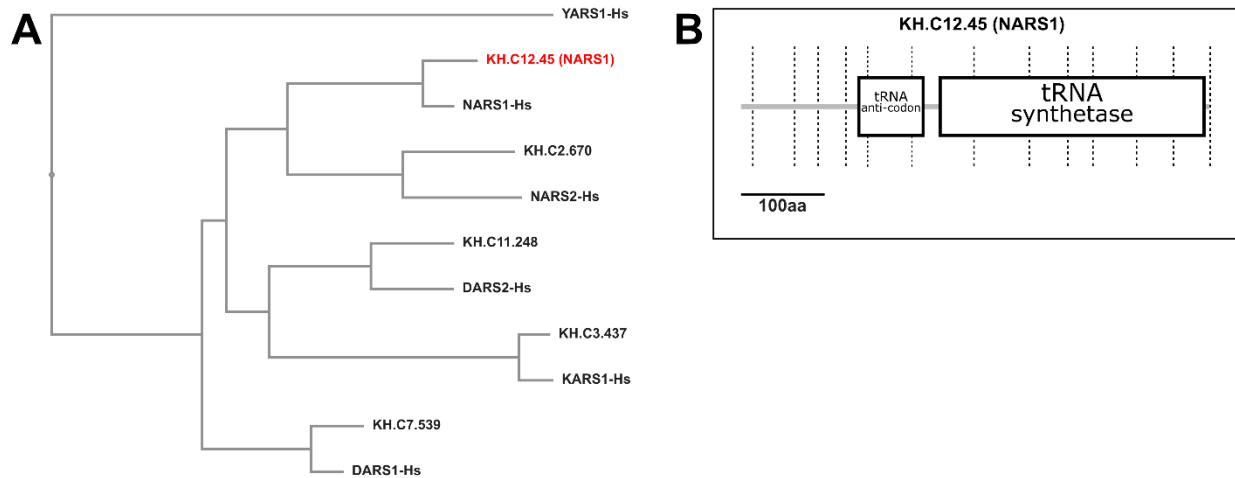 A
YARS1-Hs
KH.C12.45 (NARS1)
NARS1-Hs
KH.C2.670
NARS2-Hs
KH.C11.248
DARS2-Hs
KH.C3.437
KARS1-Hs
KH.C7.539
DARS1-Hs
B
KH.C12.45 (NARS1)
tRNA
anti-codon
tRNA
synthetase
100aa